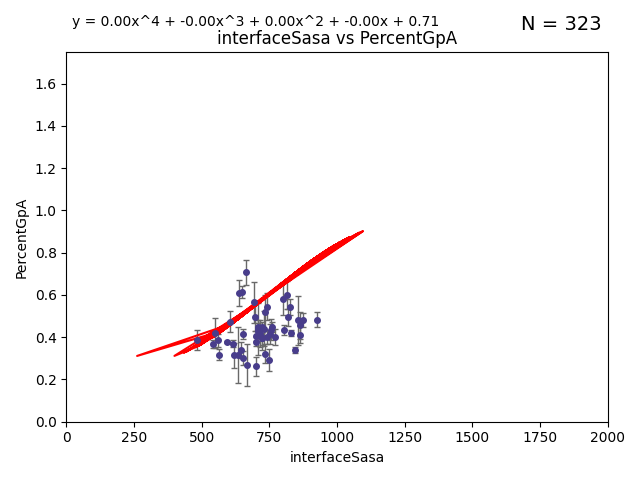 y = 0.00x^4 + -0.00x^3 + 0.00x^2 + -0.00x + 0.71
N = 323
interfaceSasa vs PercentGpA
1.6
1.4
1.2
1.0
0.8
0.6
0.4
0.2
0.0
PercentGpA
0 250 500 750 1000 1250 1500 1750 2000
interfaceSasa